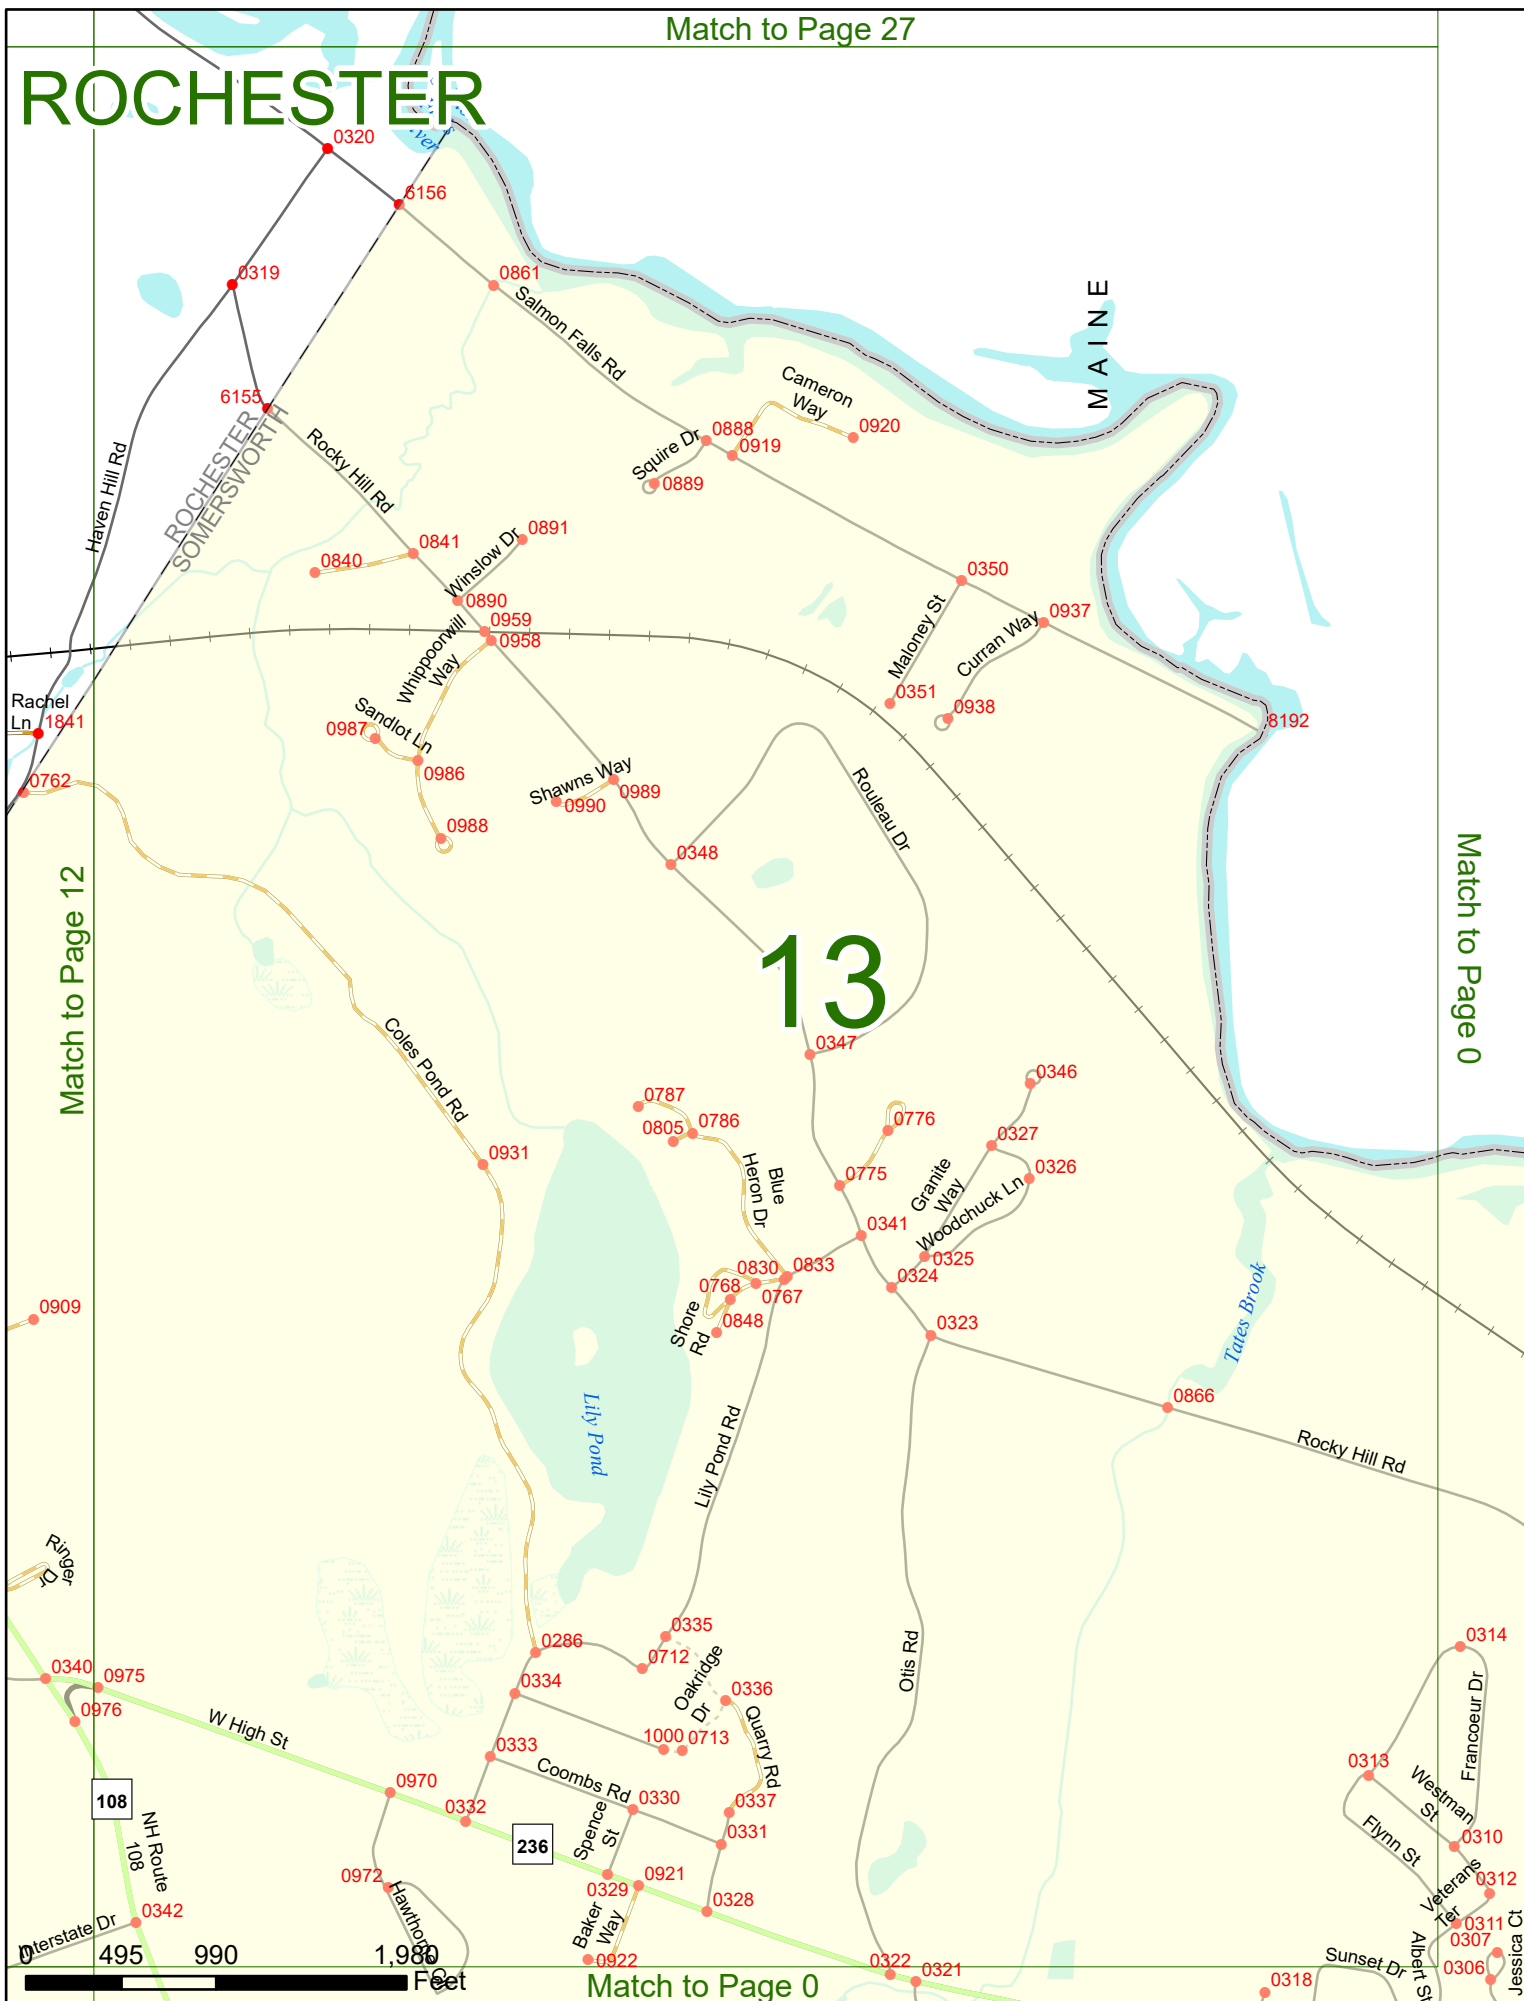 Match to Page 27
ROCHESTER
0320
6156
0319
0861
Salmon Falls Rd
MAINE
6155
ROCHESTER
SOMERSWORTH
Haven Hill Rd
Rocky Hill Rd
Cameron
Way
0920
0888
0919
Squire Dr
0889
0891
Winslow Dr
0841
0840
0890
0959
0958
Whippoorwill
Way
0350
0937
Maloney St
Curran Way
0351
0938
8192
Rachel
Ln
1841
0762
Sandlot Ln
0987
0986
0988
Shawns Way
0989
0990
Rouleau Dr
0348
Match to Page 12
Match to Page 0
13
0347
Coles Pond Rd
0931
0787
0786
0805
Blue
Heron Dr
0776
0775
0346
0327
0326
Granite
Way
Woodchuck Ln
0341
0325
0324
0833
0830
0767
0768
0848
Shore
Rd
0323
0909
Tates Brook
0866
Rocky Hill Rd
Lily Pond
Lily Pond Rd
Ringer
Dr
0335
0286
0712
0334
Oakridge
Dr
0336
Quarry Rd
Otis Rd
0314
Francoeur Dr
0340
0975
0976
W High St
1000
0713
0333
Coombs Rd
0330
0337
0331
0970
0332
108
236
Spence
St
NH Route
108
0313
Westman
St
Flynn St
0310
0312
Veterans
Ter
0311
0972
Hawthorne
0329
0921
0328
Baker
Way
0922
0342
Interstate Dr
0307
0306
Jessica Ct
Albert St
Sunset Dr
0322
0321
0318
0 495 990 1,980
Feet
Match to Page 0